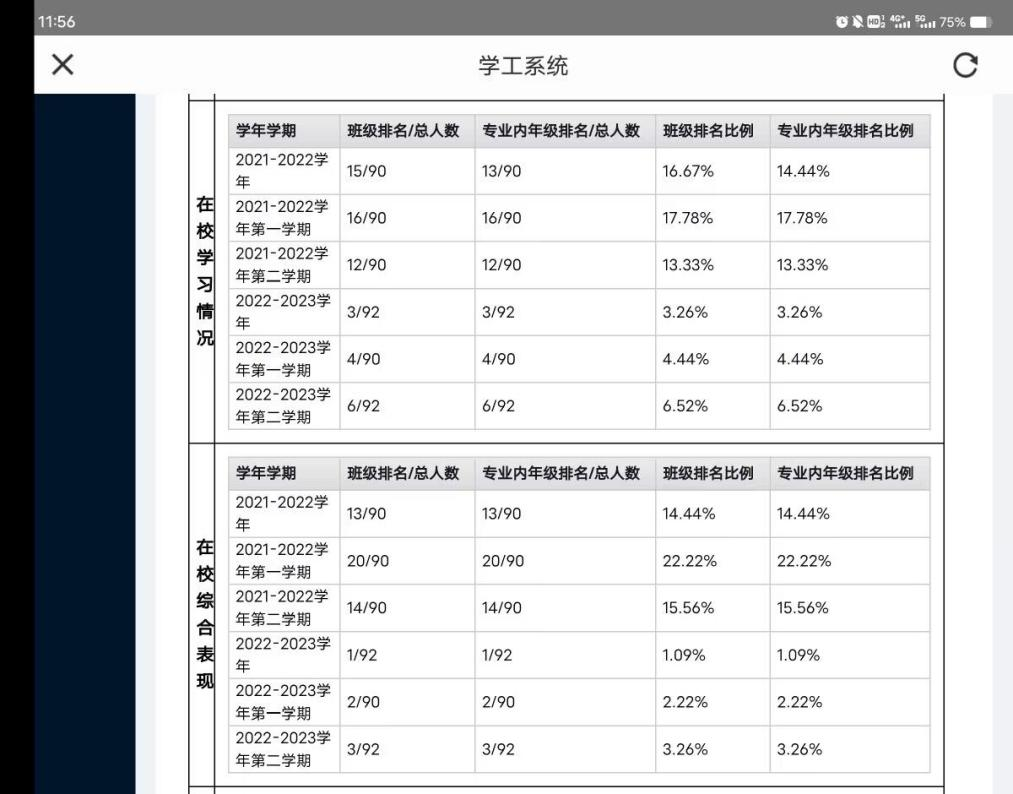 11:56
HD 1 2 4G+ 5G 75%
学工系统
在校学习情况
学年学期 班级排名/总人数 专业内年级排名/总人数 班级排名比例 专业内年级排名比例
2021-2022学
年 15/90 13/90 16.67% 14.44%
2021-2022学
年第一学期 16/90 16/90 17.78% 17.78%
2021-2022学
年第二学期 12/90 12/90 13.33% 13.33%
2022-2023学
年 3/92 3/92 3.26% 3.26%
2022-2023学
年第一学期 4/90 4/90 4.44% 4.44%
2022-2023学
年第二学期 6/92 6/92 6.52% 6.52%
在校综合表现
学年学期 班级排名/总人数 专业内年级排名/总人数 班级排名比例 专业内年级排名比例
2021-2022学
年 13/90 13/90 14.44% 14.44%
2021-2022学
年第一学期 20/90 20/90 22.22% 22.22%
2021-2022学
年第二学期 14/90 14/90 15.56% 15.56%
2022-2023学
年 1/92 1/92 1.09% 1.09%
2022-2023学
年第一学期 2/90 2/90 2.22% 2.22%
2022-2023学
年第二学期 3/92 3/92 3.26% 3.26%